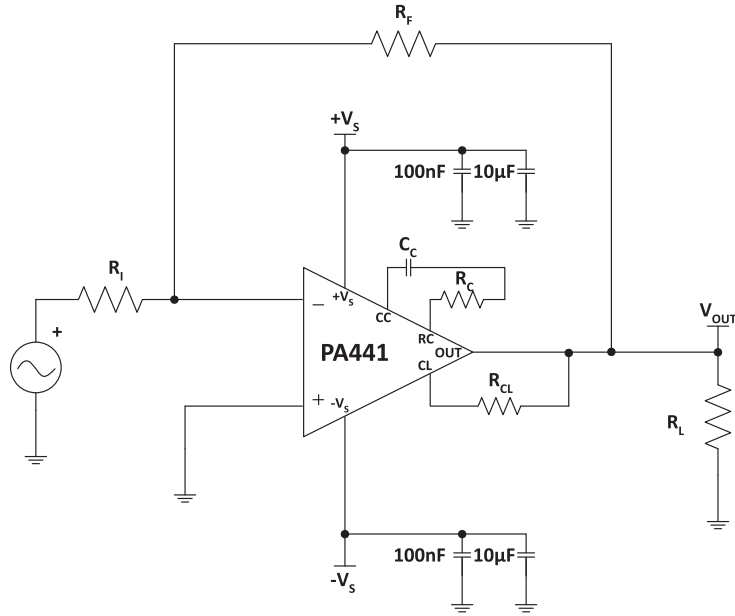 R_F
+V_S
100nF 10µF
C_C
R_I
R_C
− +V_S
CC
RC
V_OUT
PA441
OUT
CL
R_CL
+ -V_S
+
R_L
100nF 10µF
-V_S